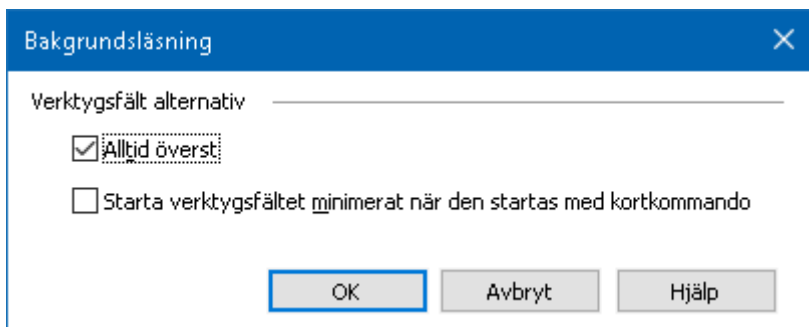 Bakgrundsläsning
Verktygsfält alternativ
Alltid överst
Starta verktygsfältet minimerat när den startas med kortkommando
OK Avbryt Hjälp